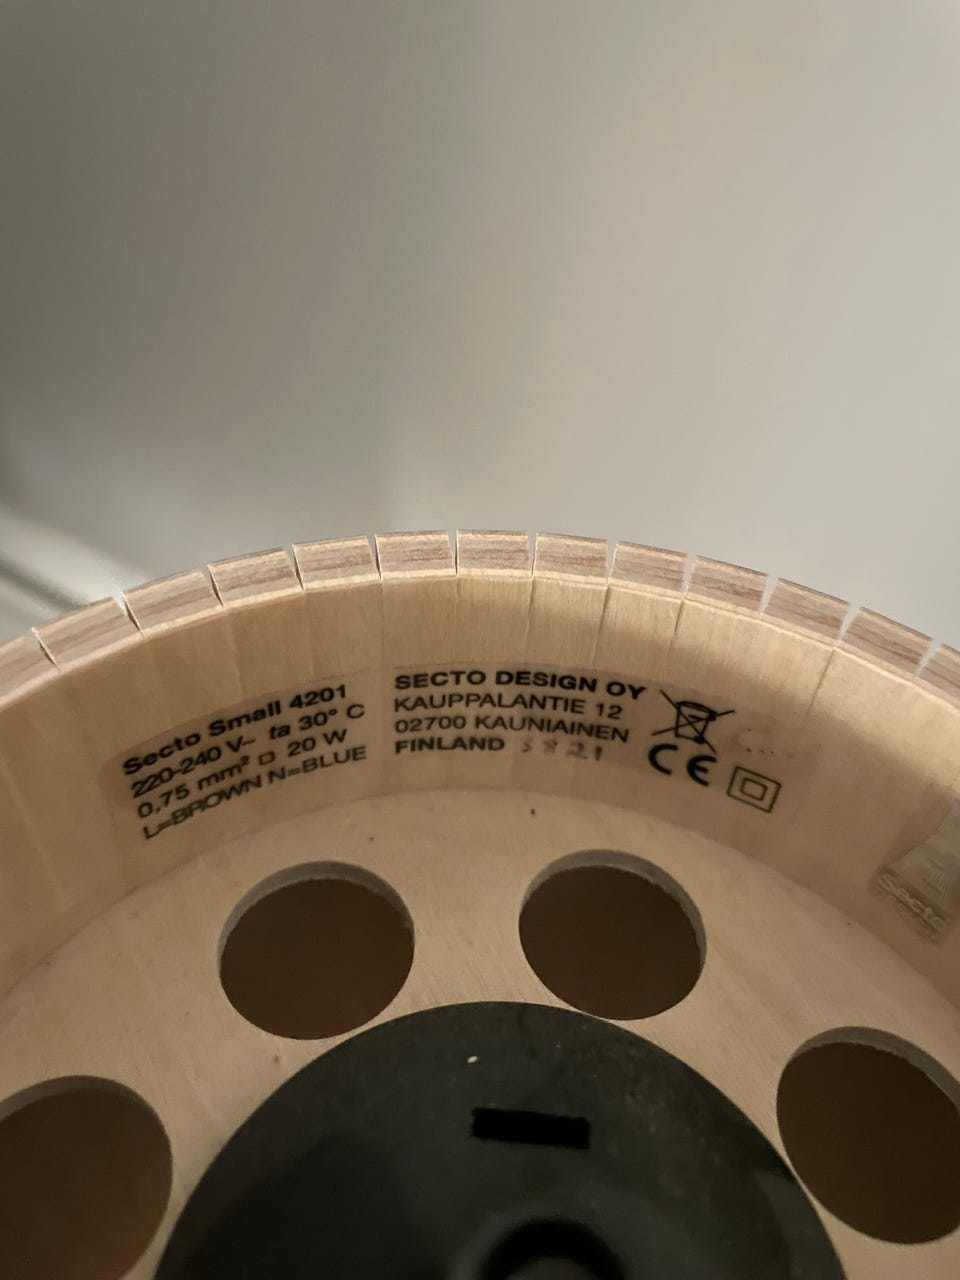 Secto Small 4201
220-240 V~ ta 30° C
0,75 mm² 20 W
L=BROWN N=BLUE
SECTO DESIGN OY
KAUPPALANTIE 12
02700 KAUNIAINEN
FINLAND
CE
Secto